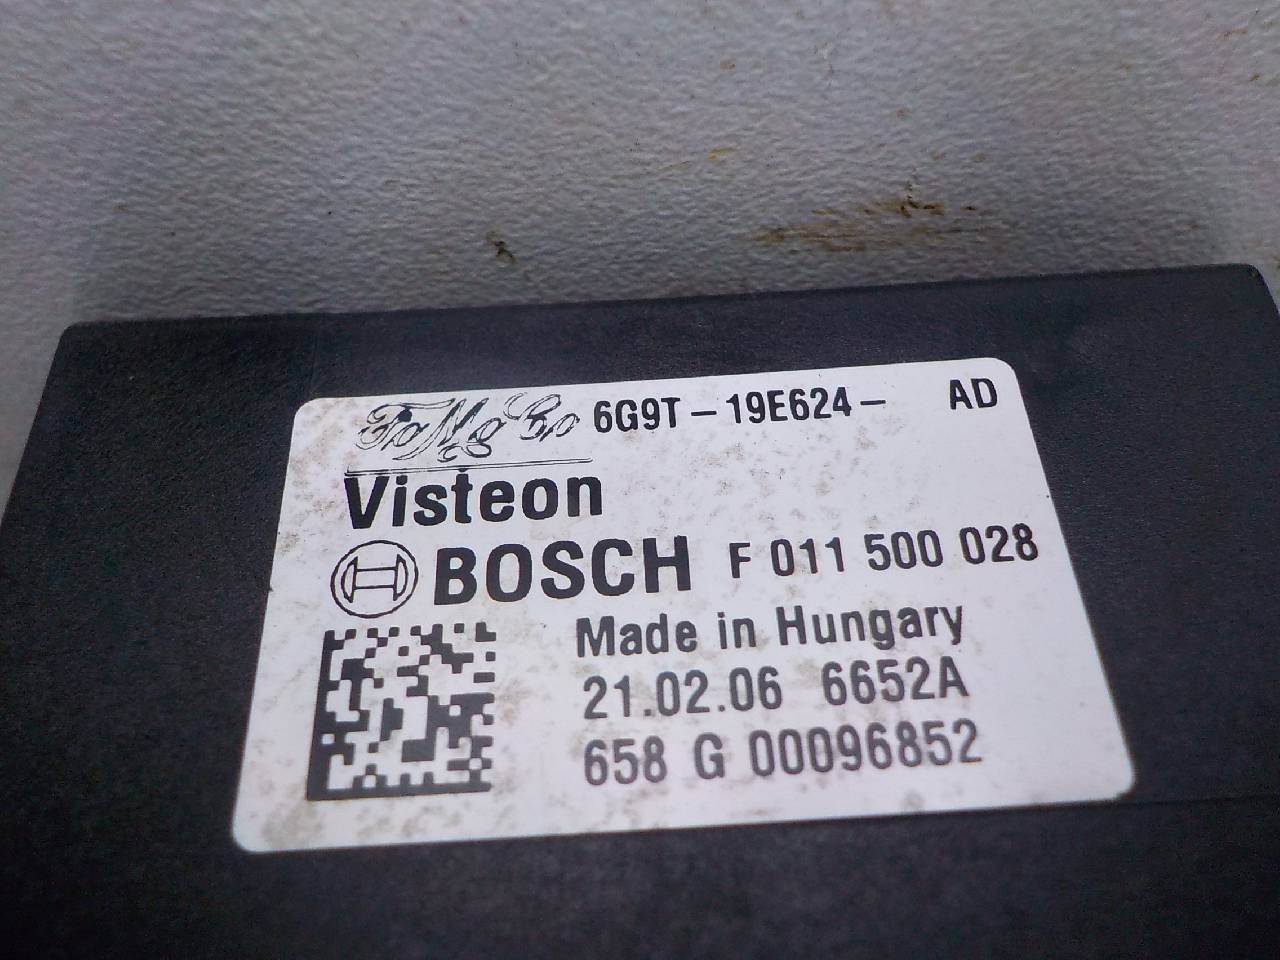 FoMoCo 6G9T-19E624- AD
Visteon
BOSCH F 011 500 028
Made in Hungary
21.02.06 6652A
658 G 00096852